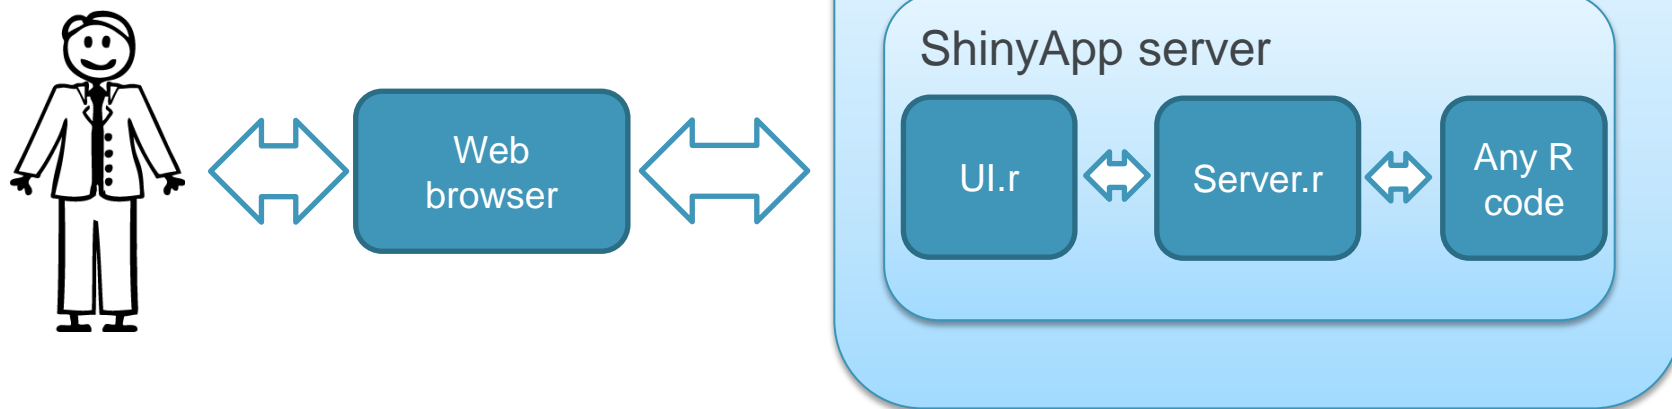 ShinyApp server
Web
browser
UI.r
Server.r
Any R
code